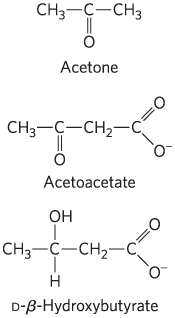 CH₃—C—CH₃
O
Acetone
O
CH₃—C—CH₂—C
O
O⁻
Acetoacetate
OH
O
CH₃—C—CH₂—C
O⁻
H
D-β-Hydroxybutyrate